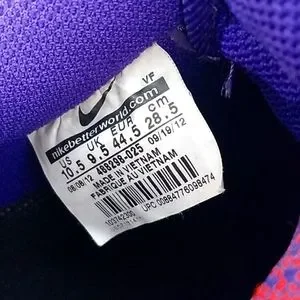 VF
nikebetterworld.com
US UK EUR cm
10.5 9.5 44.5 28.5
08/08/12 09/19/12
488298-025
MADE IN VIETNAM
FABRIQUÉ AU VIETNAM
UPC 00884776098474